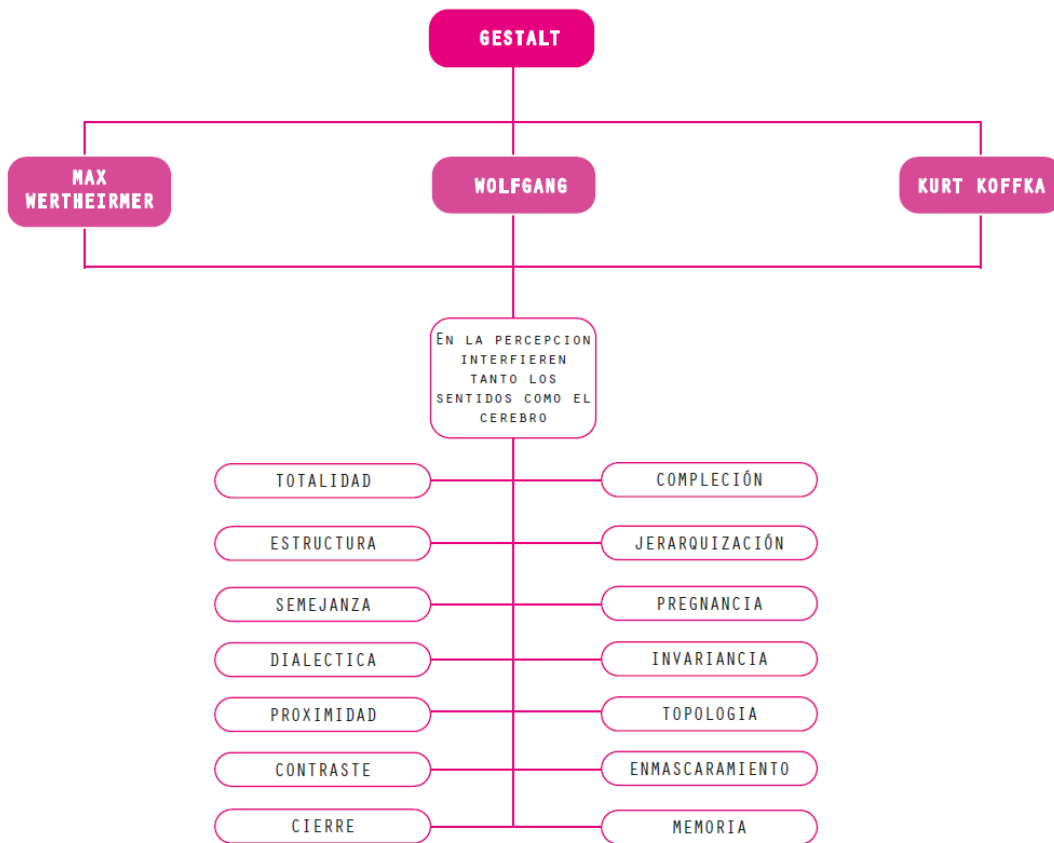 GESTALT
MAX
WERTHEIRMER
WOLFGANG
KURT KOFFKA
EN LA PERCEPCION
INTERFIEREN
TANTO LOS
SENTIDOS COMO EL
CEREBRO
TOTALIDAD
COMPLECIÓN
ESTRUCTURA
JERARQUIZACIÓN
SEMEJANZA
PREGNANCIA
DIALECTICA
INVARIANCIA
PROXIMIDAD
TOPOLOGIA
CONTRASTE
ENMASCARAMIENTO
CIERRE
MEMORIA